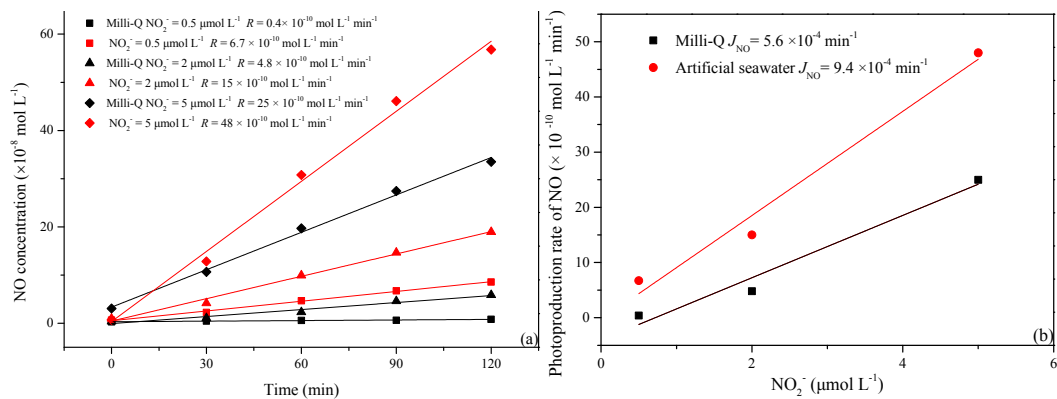 Milli-Q NO₂⁻ = 0.5 μmol L⁻¹ R = 0.4× 10⁻¹⁰ mol L⁻¹ min⁻¹
NO₂⁻ = 0.5 μmol L⁻¹ R = 6.7 × 10⁻¹⁰ mol L⁻¹ min⁻¹
Milli-Q NO₂⁻ = 2 μmol L⁻¹ R = 4.8 × 10⁻¹⁰ mol L⁻¹ min⁻¹
NO₂⁻ = 2 μmol L⁻¹ R = 15 × 10⁻¹⁰ mol L⁻¹ min⁻¹
Milli-Q NO₂⁻ = 5 μmol L⁻¹ R = 25 × 10⁻¹⁰ mol L⁻¹ min⁻¹
NO₂⁻ = 5 μmol L⁻¹ R = 48 × 10⁻¹⁰ mol L⁻¹ min⁻¹
NO concentration (×10⁻⁸ mol L⁻¹)
60
40
20
0
0 30 60 90 120
Time (min)
(a)
Milli-Q J_NO = 5.6 ×10⁻⁴ min⁻¹
Artificial seawater J_NO = 9.4 ×10⁻⁴ min⁻¹
Photoproduction rate of NO (× 10⁻¹⁰ mol L⁻¹ min⁻¹)
50
40
30
20
10
0
0 2 4 6
NO₂⁻ (μmol L⁻¹)
(b)